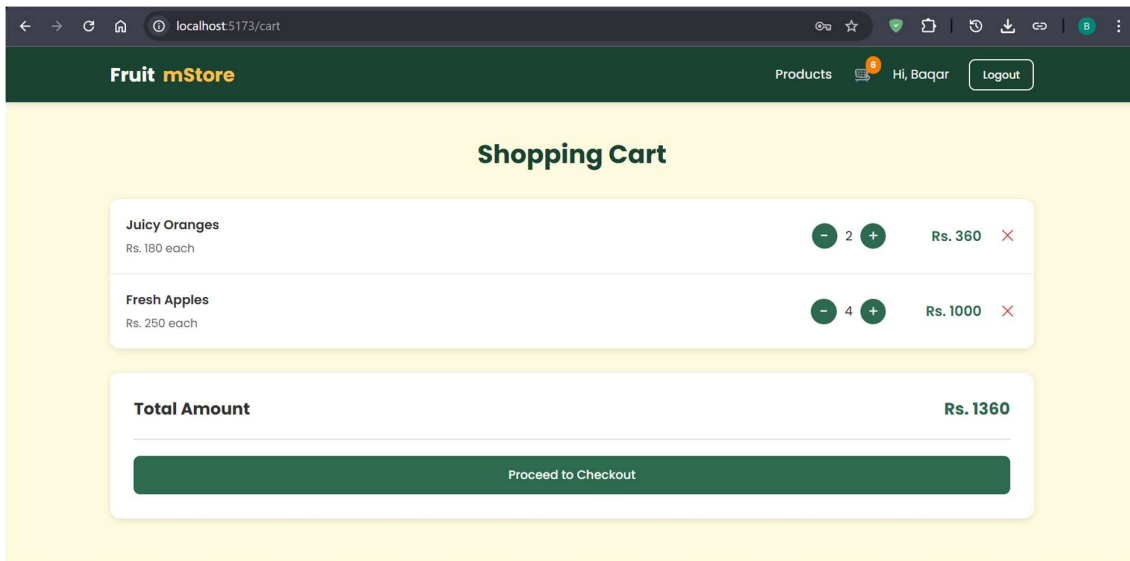 localhost:5173/cart
B
Fruit mStore
Products
6
Hi, Baqar
Logout
Shopping Cart
Juicy Oranges
Rs. 180 each
- 2 +
Rs. 360
Fresh Apples
Rs. 250 each
- 4 +
Rs. 1000
Total Amount
Rs. 1360
Proceed to Checkout